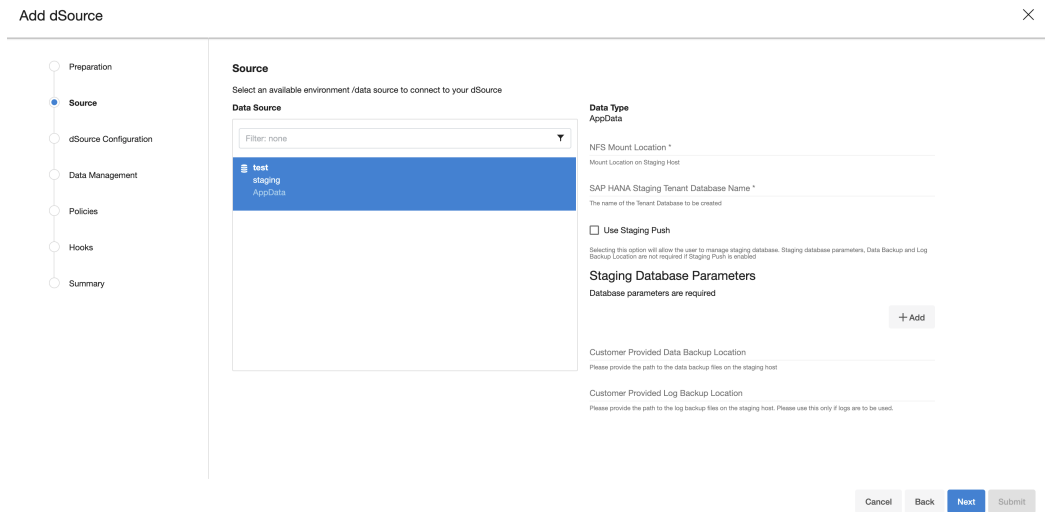 Add dSource
Preparation
Source
dSource Configuration
Data Management
Policies
Hooks
Summary
Source
Select an available environment /data source to connect to your dSource
Data Source
Filter: none
test
staging
AppData
Data Type
AppData
NFS Mount Location *
Mount Location on Staging Host
SAP HANA Staging Tenant Database Name *
The name of the Tenant Database to be created
Use Staging Push
Selecting this option will allow the user to manage staging database. Staging database parameters, Data Backup and Log
Backup Location are not required if Staging Push is enabled
Staging Database Parameters
Database parameters are required
+ Add
Customer Provided Data Backup Location
Please provide the path to the data backup files on the staging host
Customer Provided Log Backup Location
Please provide the path to the log backup files on the staging host. Please use this only if logs are to be used.
Cancel Back Next Submit